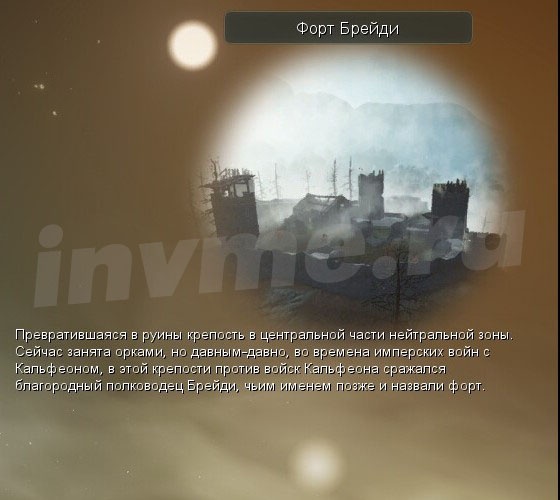 Форт Брейди
invme.ru
Превратившаяся в руины крепость в центральной части нейтральной зоны.
Сейчас занята орками, но давным-давно, во времена имперских войн с
Кальфеоном, в этой крепости против войск Кальфеона сражался
благородный полководец Брейди, чьим именем позже и назвали форт.